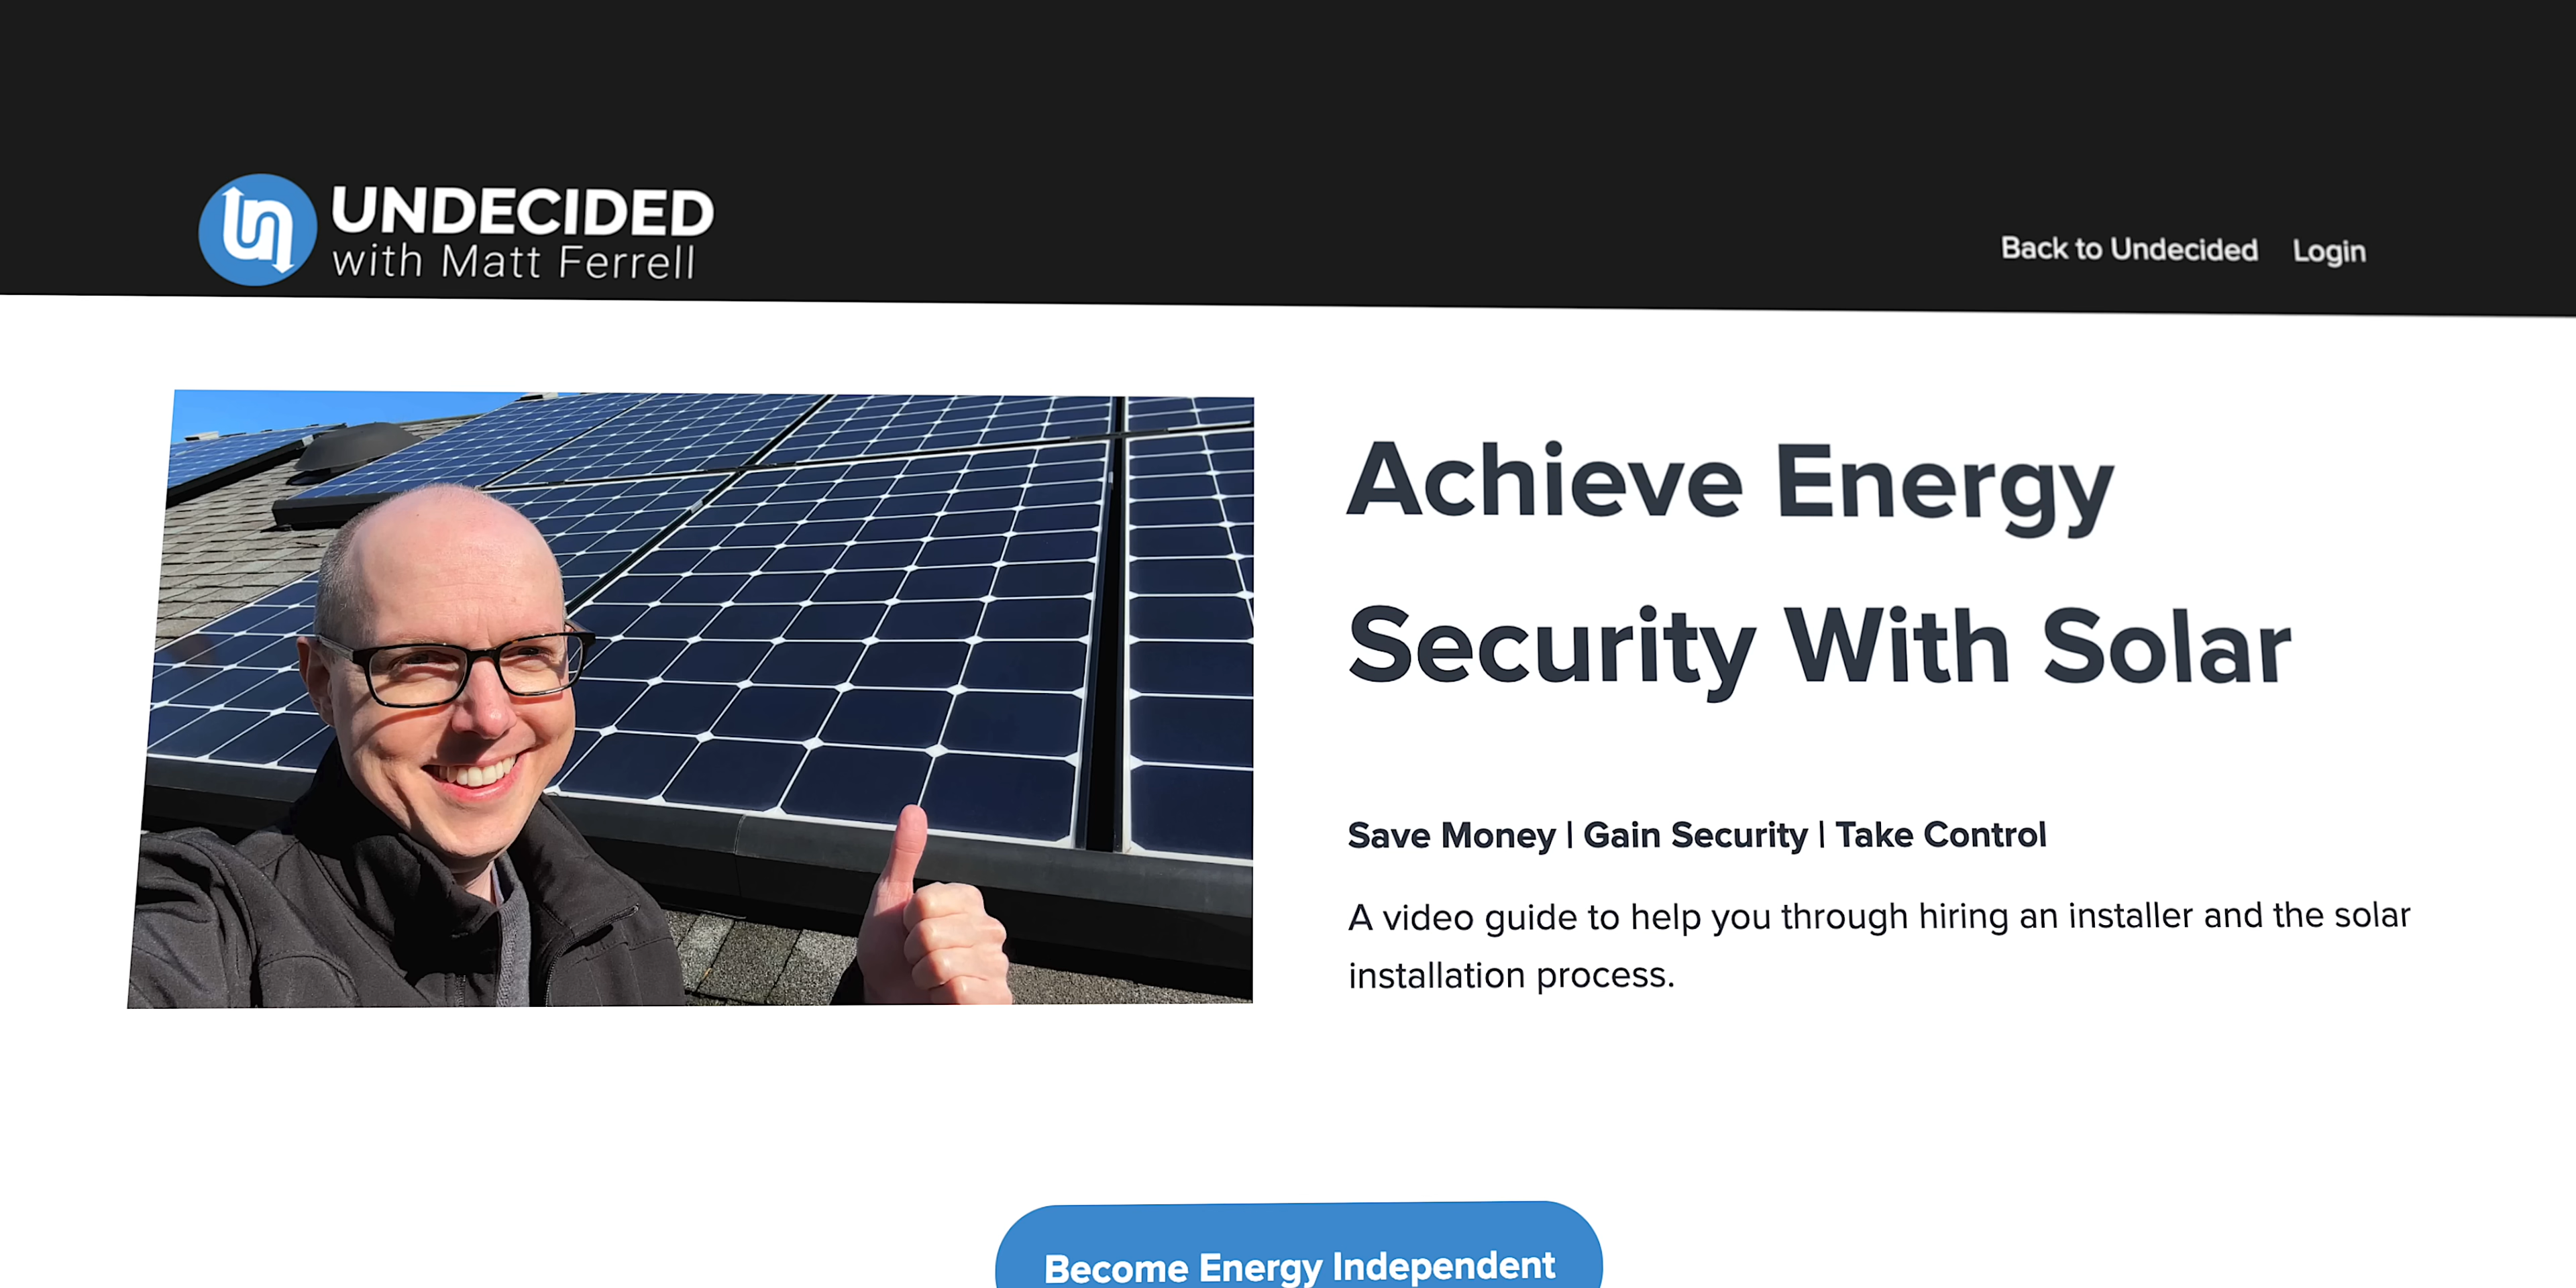 UNDECIDED
with Matt Ferrell
Back to Undecided Login
Achieve Energy
Security With Solar
Save Money | Gain Security | Take Control
A video guide to help you through hiring an installer and the solar
installation process.
Become Energy Independent